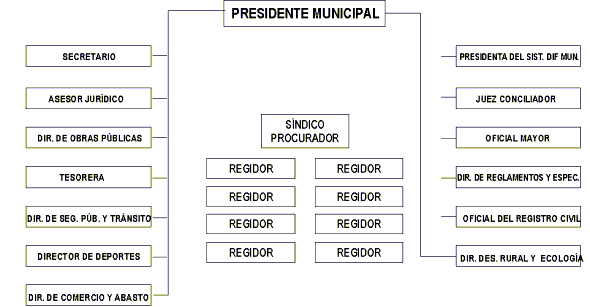 PRESIDENTE MUNICIPAL
SECRETARIO
ASESOR JURÍDICO
DIR. DE OBRAS PÚBLICAS
TESORERA
DIR. DE SEG. PÚB. Y TRÁNSITO
DIRECTOR DE DEPORTES
DIR. DE COMERCIO Y ABASTO
SÍNDICO
PROCURADOR
REGIDOR REGIDOR
REGIDOR REGIDOR
REGIDOR REGIDOR
REGIDOR REGIDOR
PRESIDENTA DEL SIST. DIF MUN.
JUEZ CONCILIADOR
OFICIAL MAYOR
DIR. DE REGLAMENTOS Y ESPEC.
OFICIAL DEL REGISTRO CIVIL
DIR. DES. RURAL Y ECOLOGÍA